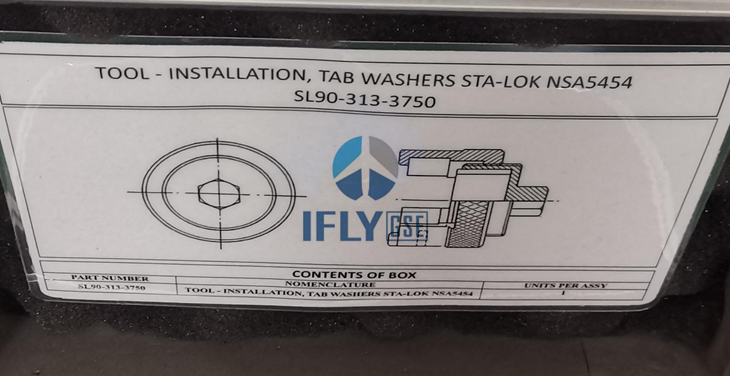 TOOL - INSTALLATION, TAB WASHERS STA-LOK NSA5454
SL90-313-3750
IFLY GSE
CONTENTS OF BOX
PART NUMBER NOMENCLATURE UNITS PER ASSY
SL90-313-3750 TOOL - INSTALLATION, TAB WASHERS STA-LOK NSA5454 1